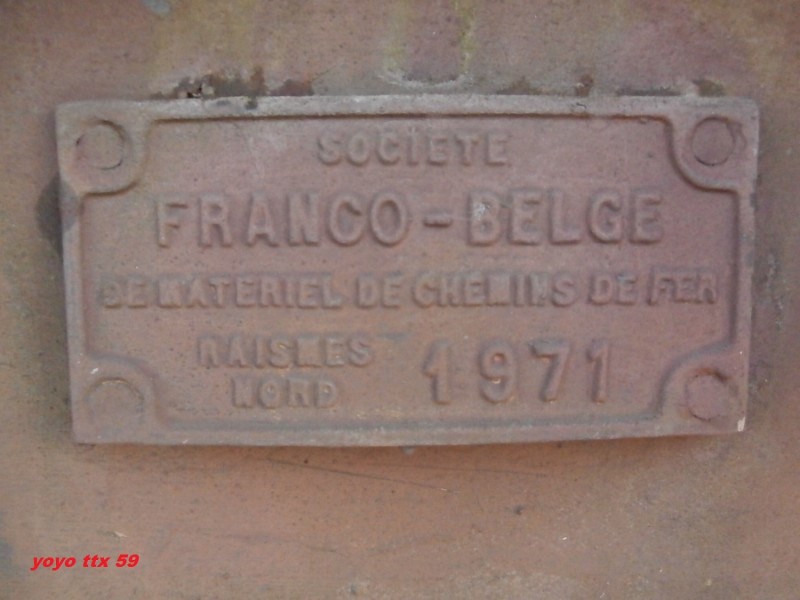 SOCIETE
FRANCO-BELGE
DE MATERIEL DE CHEMINS DE FER
RAISMES
NORD
1971
yoyo ttx 59